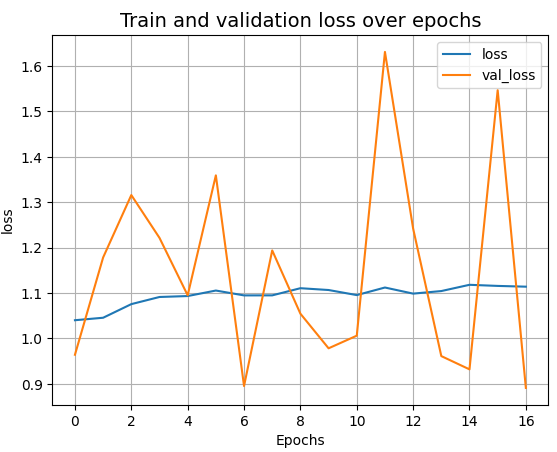 Train and validation loss over epochs
loss
val_loss
1.6
1.5
1.4
1.3
1.2
1.1
1.0
0.9
loss
0 2 4 6 8 10 12 14 16
Epochs